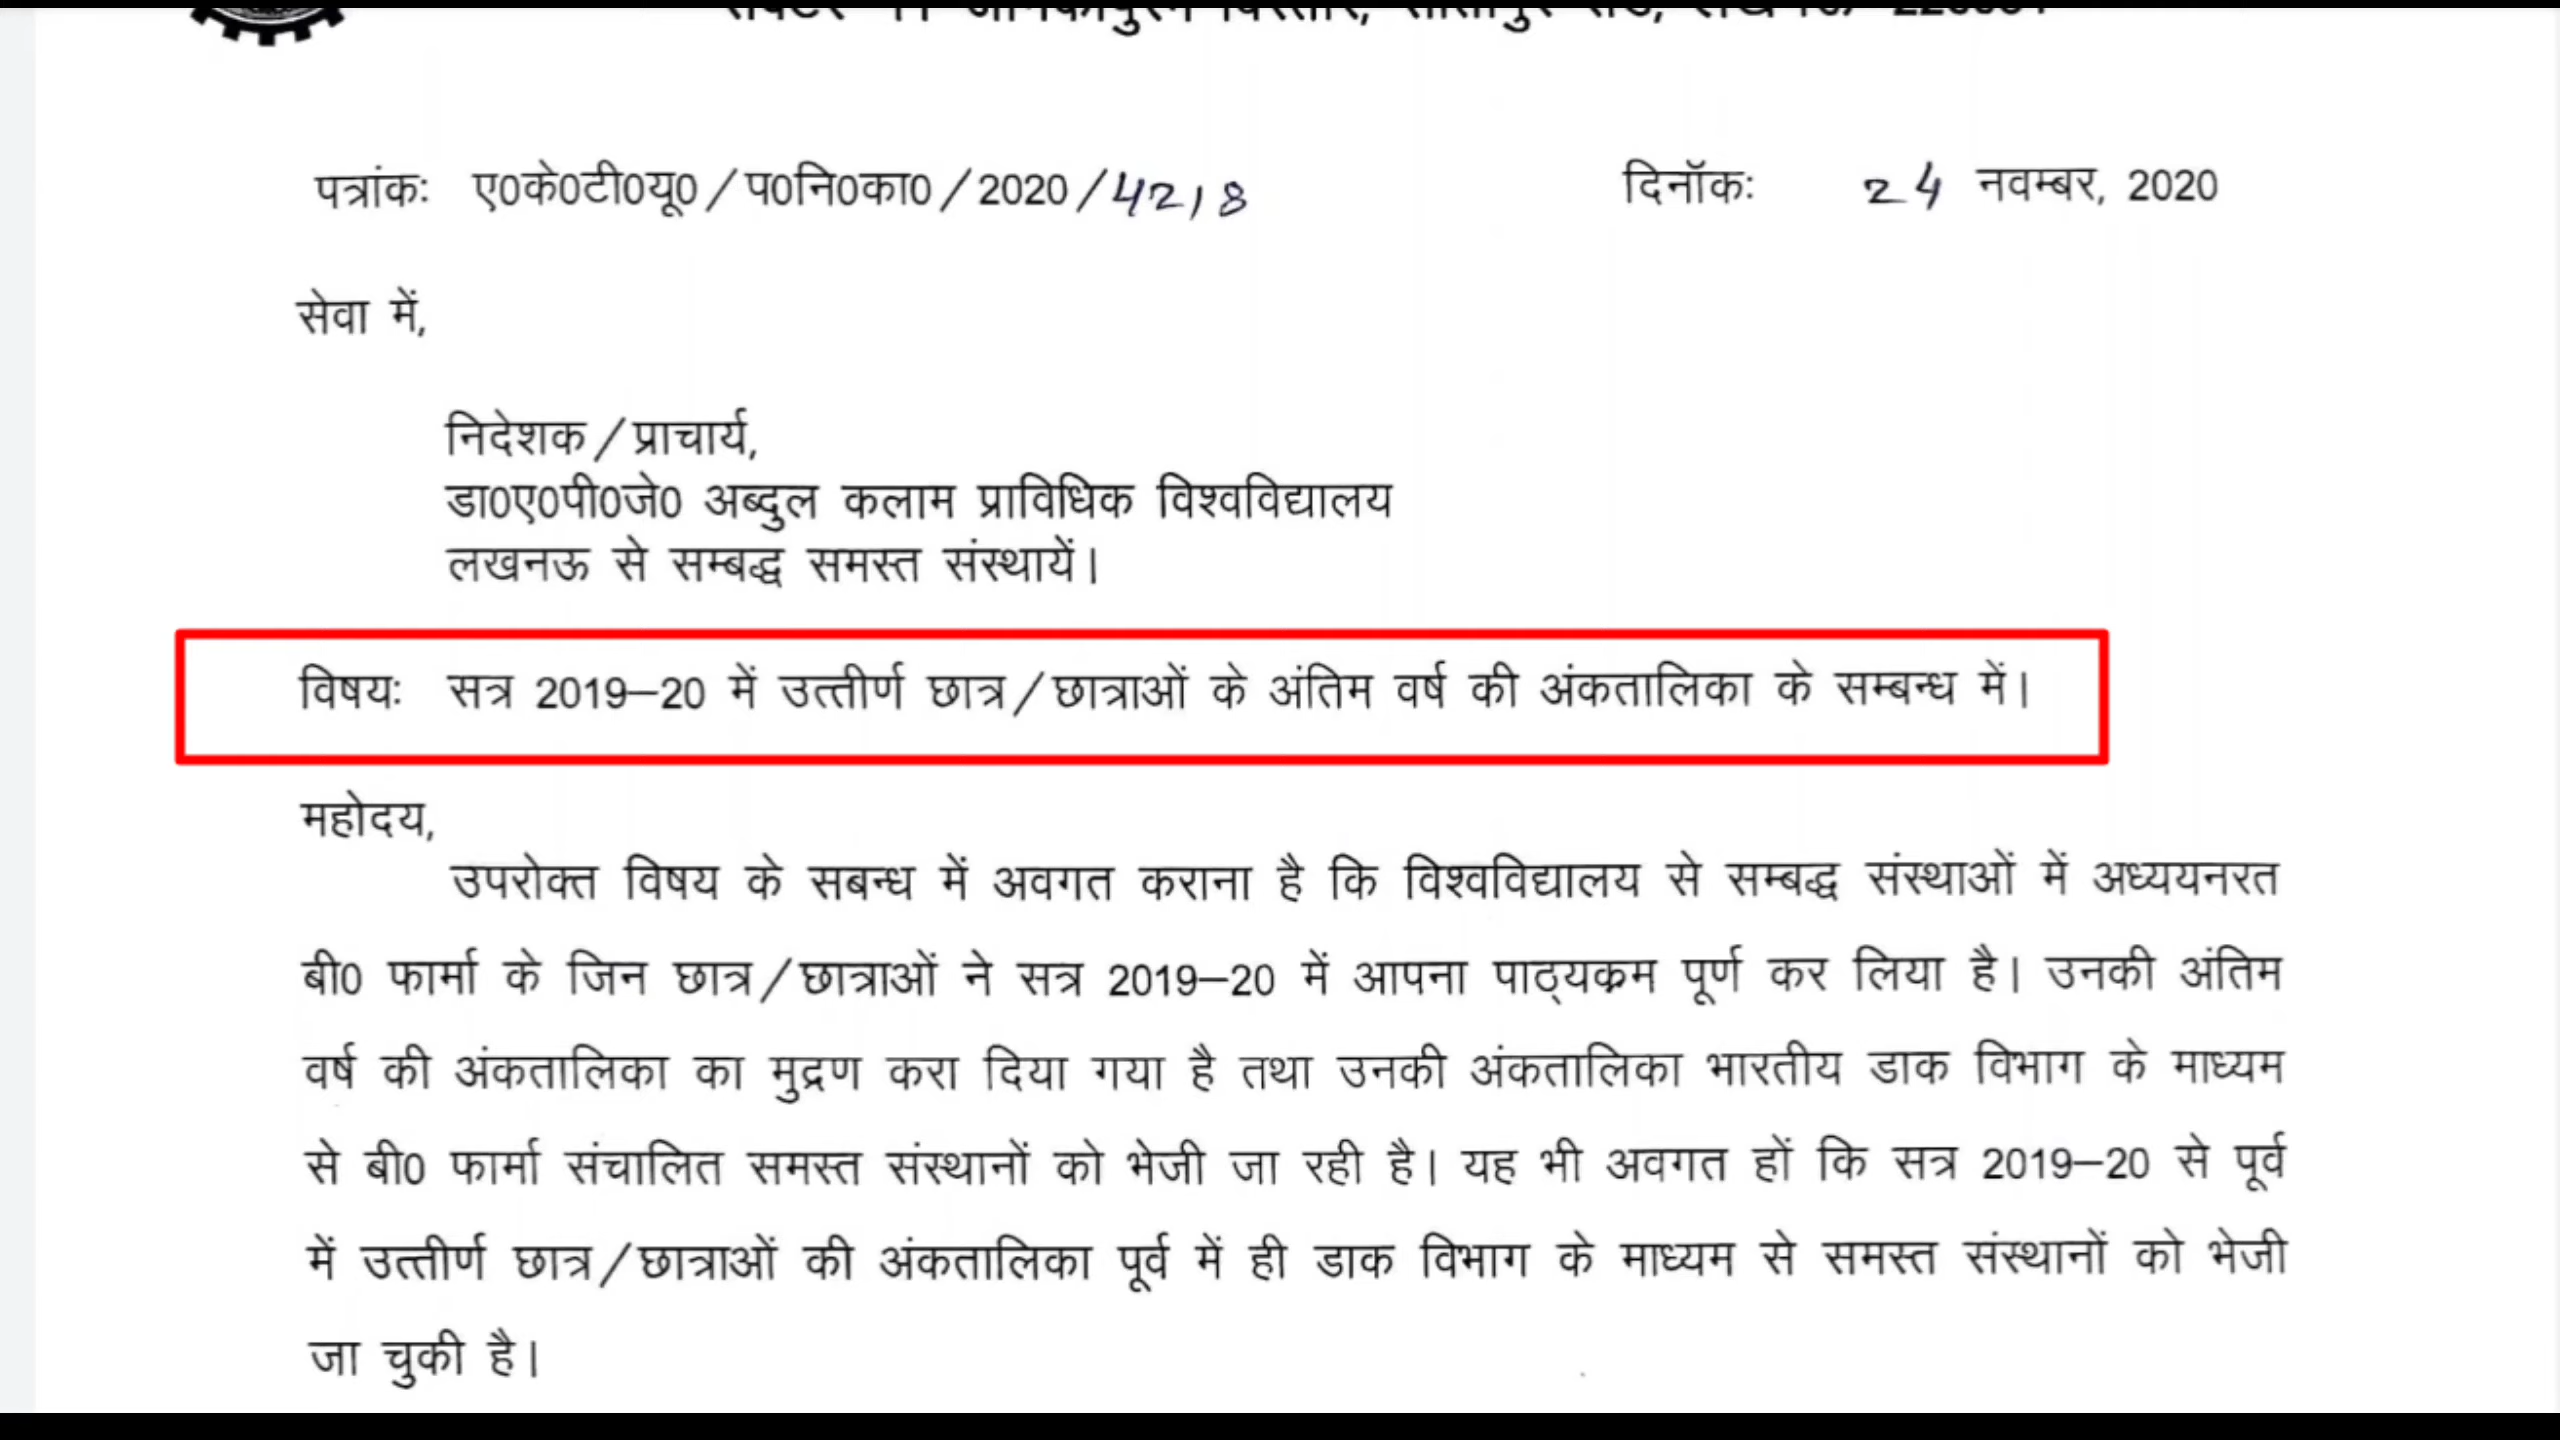 पत्रांकः ए0के0टी0यू0/प0नि0का0/2020/4218 दिनॉकः 24 नवम्बर, 2020
सेवा में,
निदेशक/प्राचार्य,
डा0ए0पी0जे0 अब्दुल कलाम प्राविधिक विश्वविद्यालय
लखनऊ से सम्बद्ध समस्त संस्थायें।
विषयः सत्र 2019–20 में उत्तीर्ण छात्र/छात्राओं के अंतिम वर्ष की अंकतालिका के सम्बन्ध में।
महोदय,
उपरोक्त विषय के सबन्ध में अवगत कराना है कि विश्वविद्यालय से सम्बद्ध संस्थाओं में अध्ययनरत
बी0 फार्मा के जिन छात्र/छात्राओं ने सत्र 2019–20 में आपना पाठ्यक्रम पूर्ण कर लिया है। उनकी अंतिम
वर्ष की अंकतालिका का मुद्रण करा दिया गया है तथा उनकी अंकतालिका भारतीय डाक विभाग के माध्यम
से बी0 फार्मा संचालित समस्त संस्थानों को भेजी जा रही है। यह भी अवगत हों कि सत्र 2019–20 से पूर्व
में उत्तीर्ण छात्र/छात्राओं की अंकतालिका पूर्व में ही डाक विभाग के माध्यम से समस्त संस्थानों को भेजी
जा चुकी है।